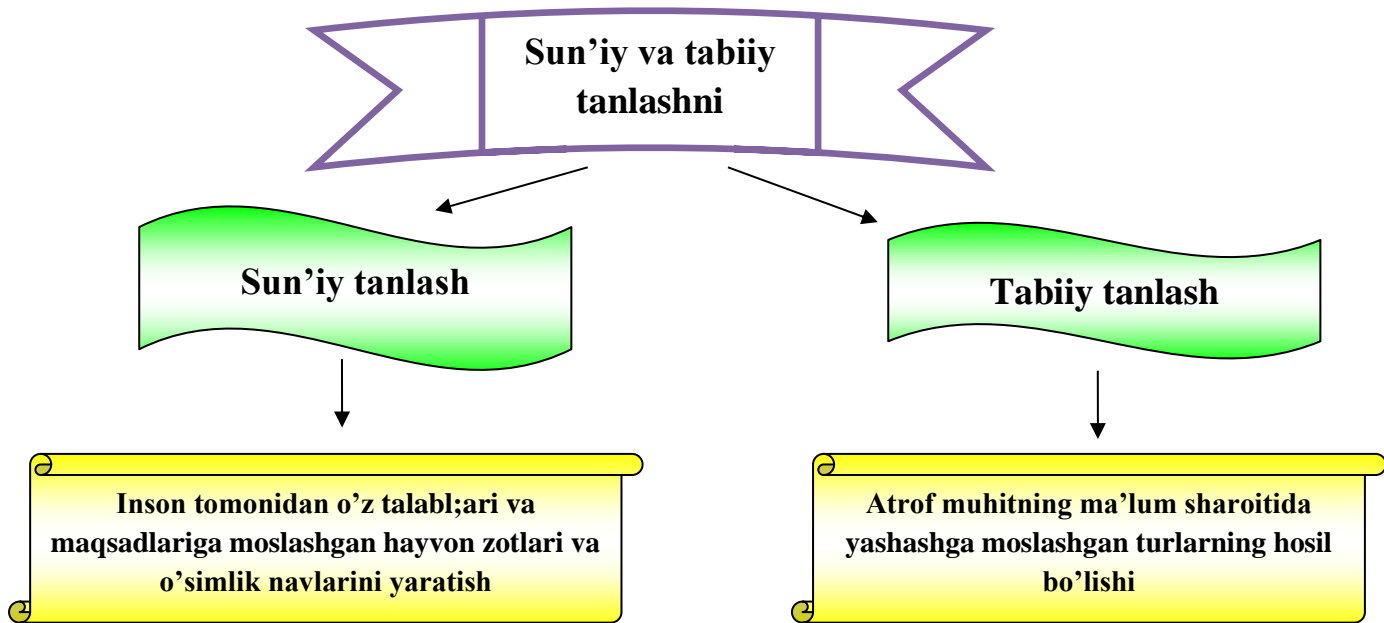 Sun’iy va tabiiy
tanlashni
Sun’iy tanlash
Tabiiy tanlash
Inson tomonidan o’z talabl;ari va
maqsadlariga moslashgan hayvon zotlari va
o’simlik navlarini yaratish
Atrof muhitning ma’lum sharoitida
yashashga moslashgan turlarning hosil
bo’lishi